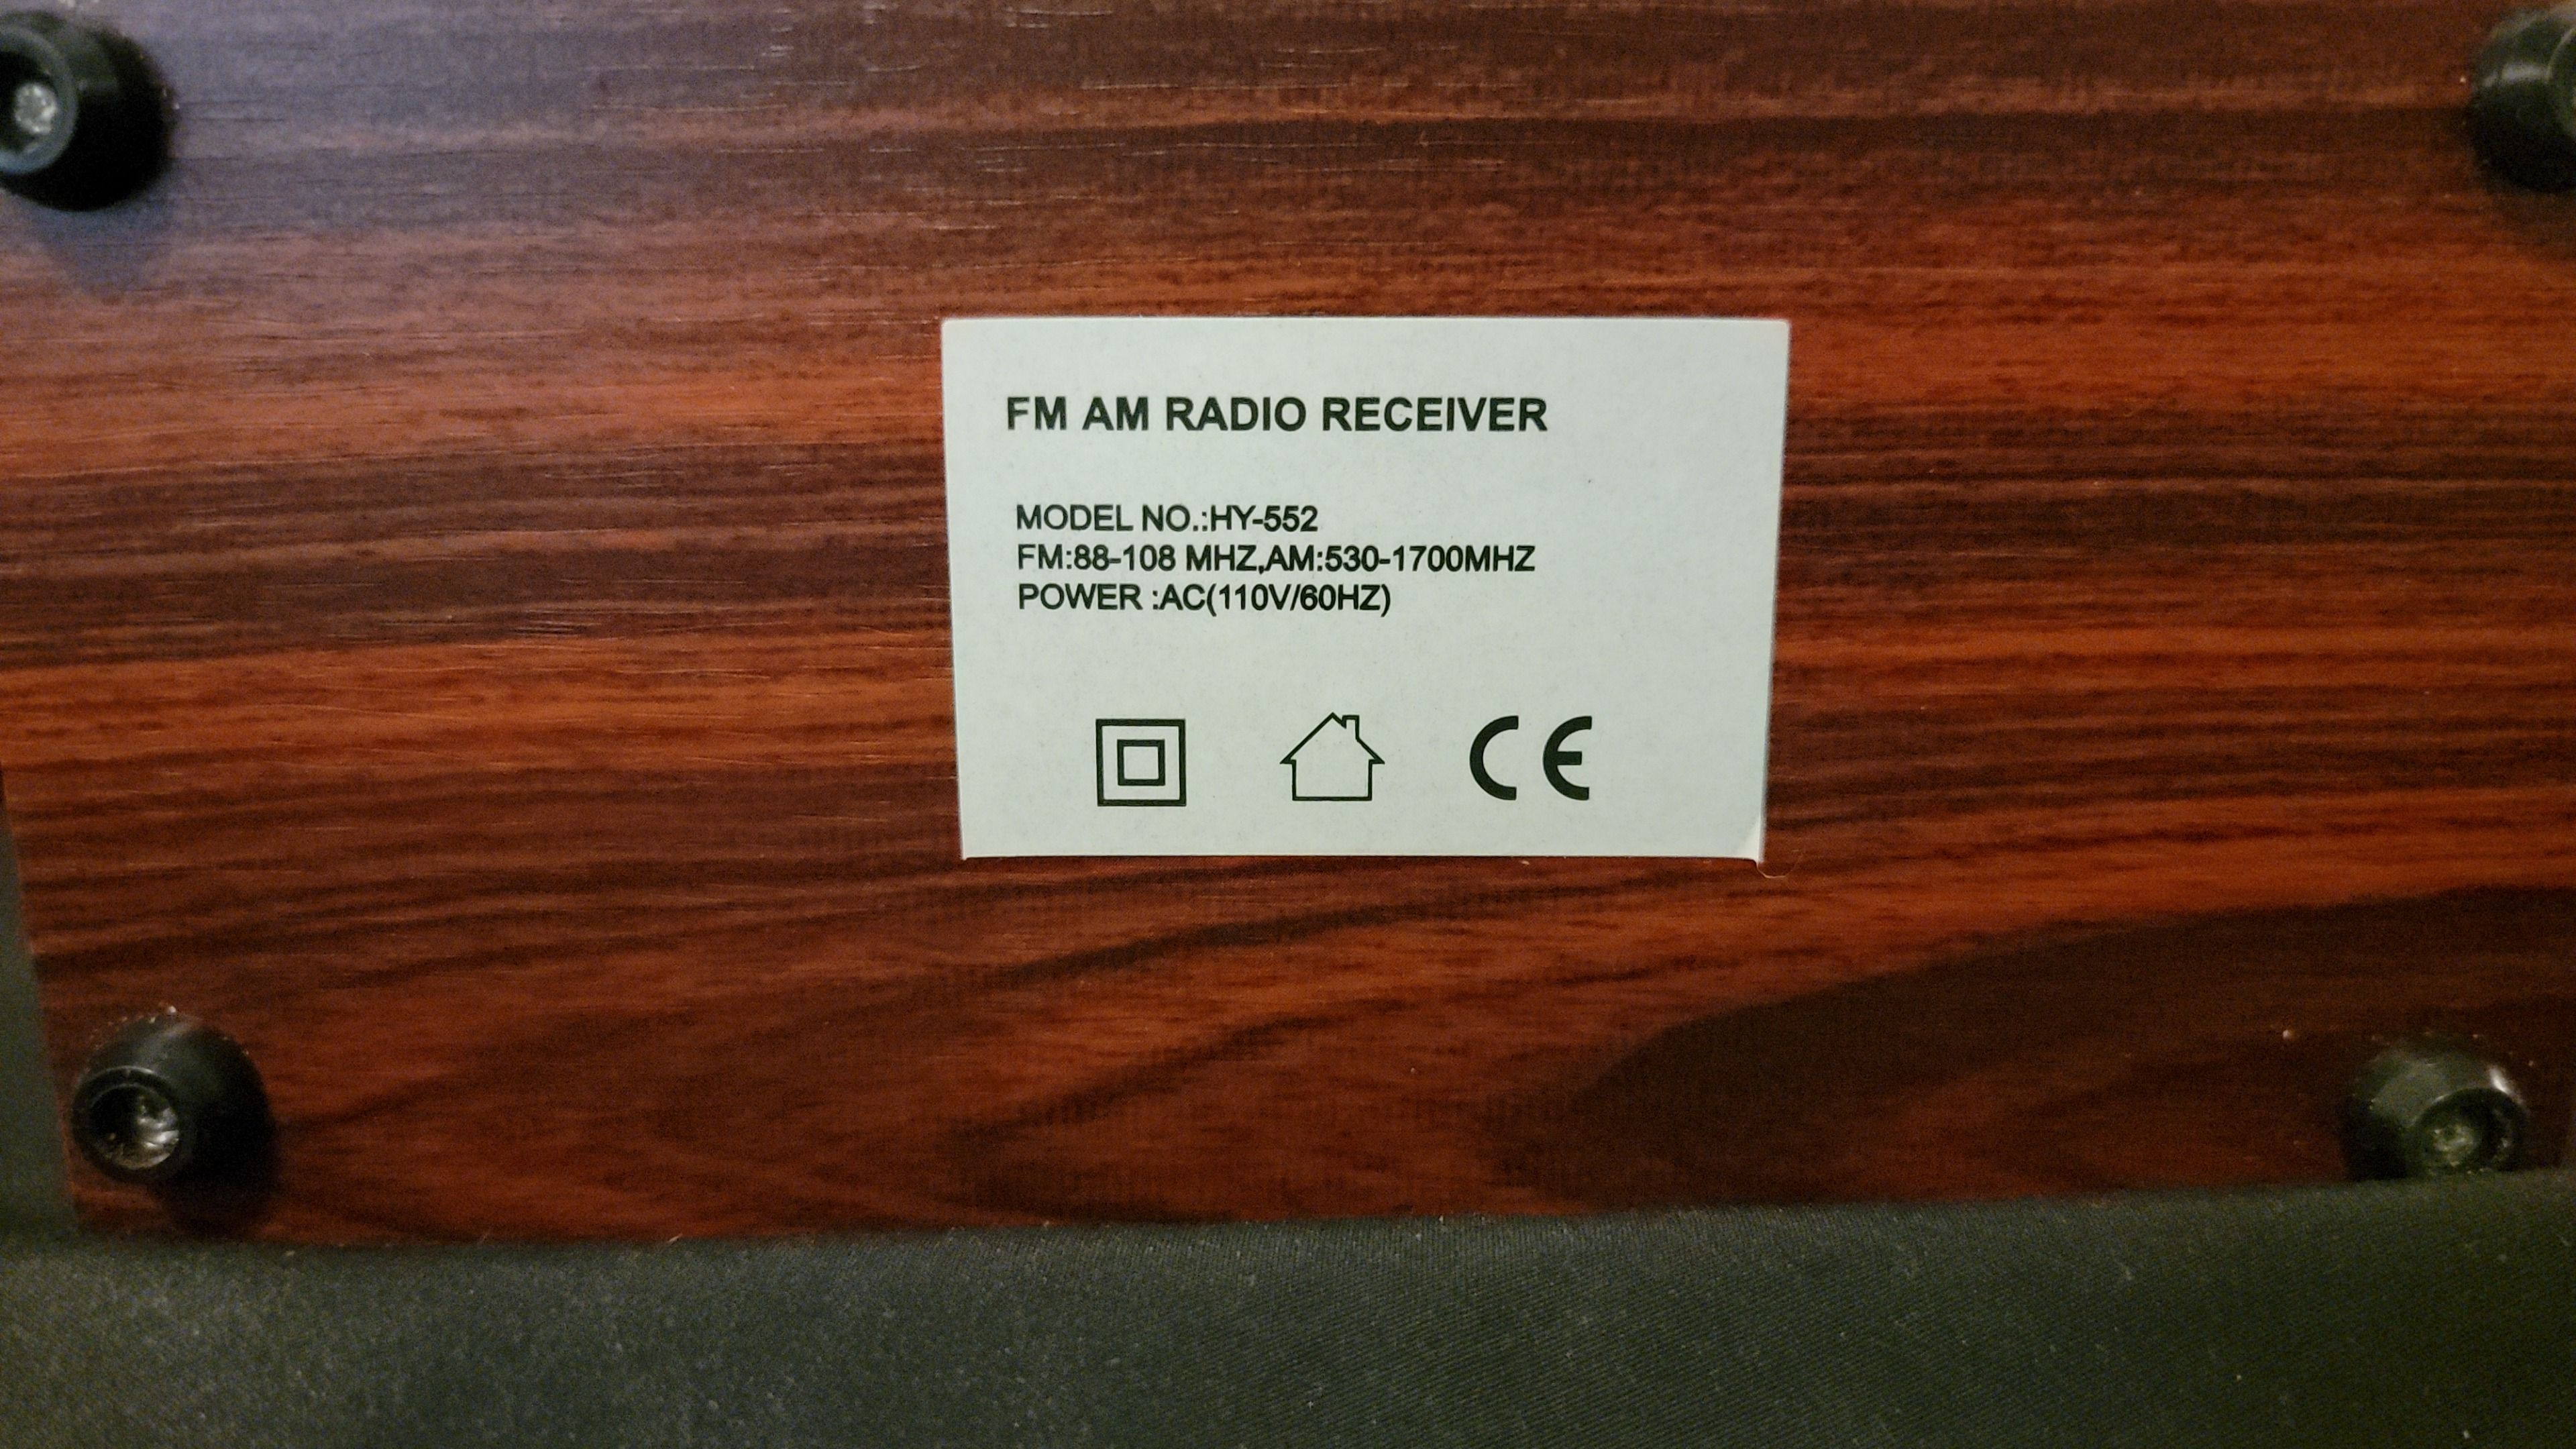 FM AM RADIO RECEIVER
MODEL NO.:HY-552
FM:88-108 MHZ,AM:530-1700MHZ
POWER :AC(110V/60HZ)
CE